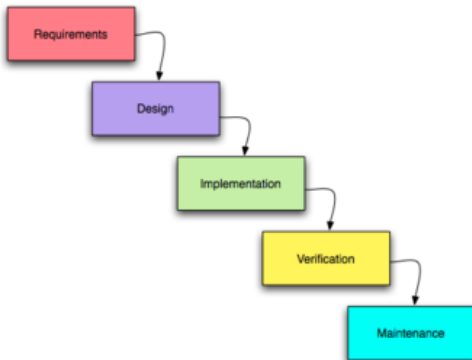 Requirements
Design
Implementation
Verification
Maintenance